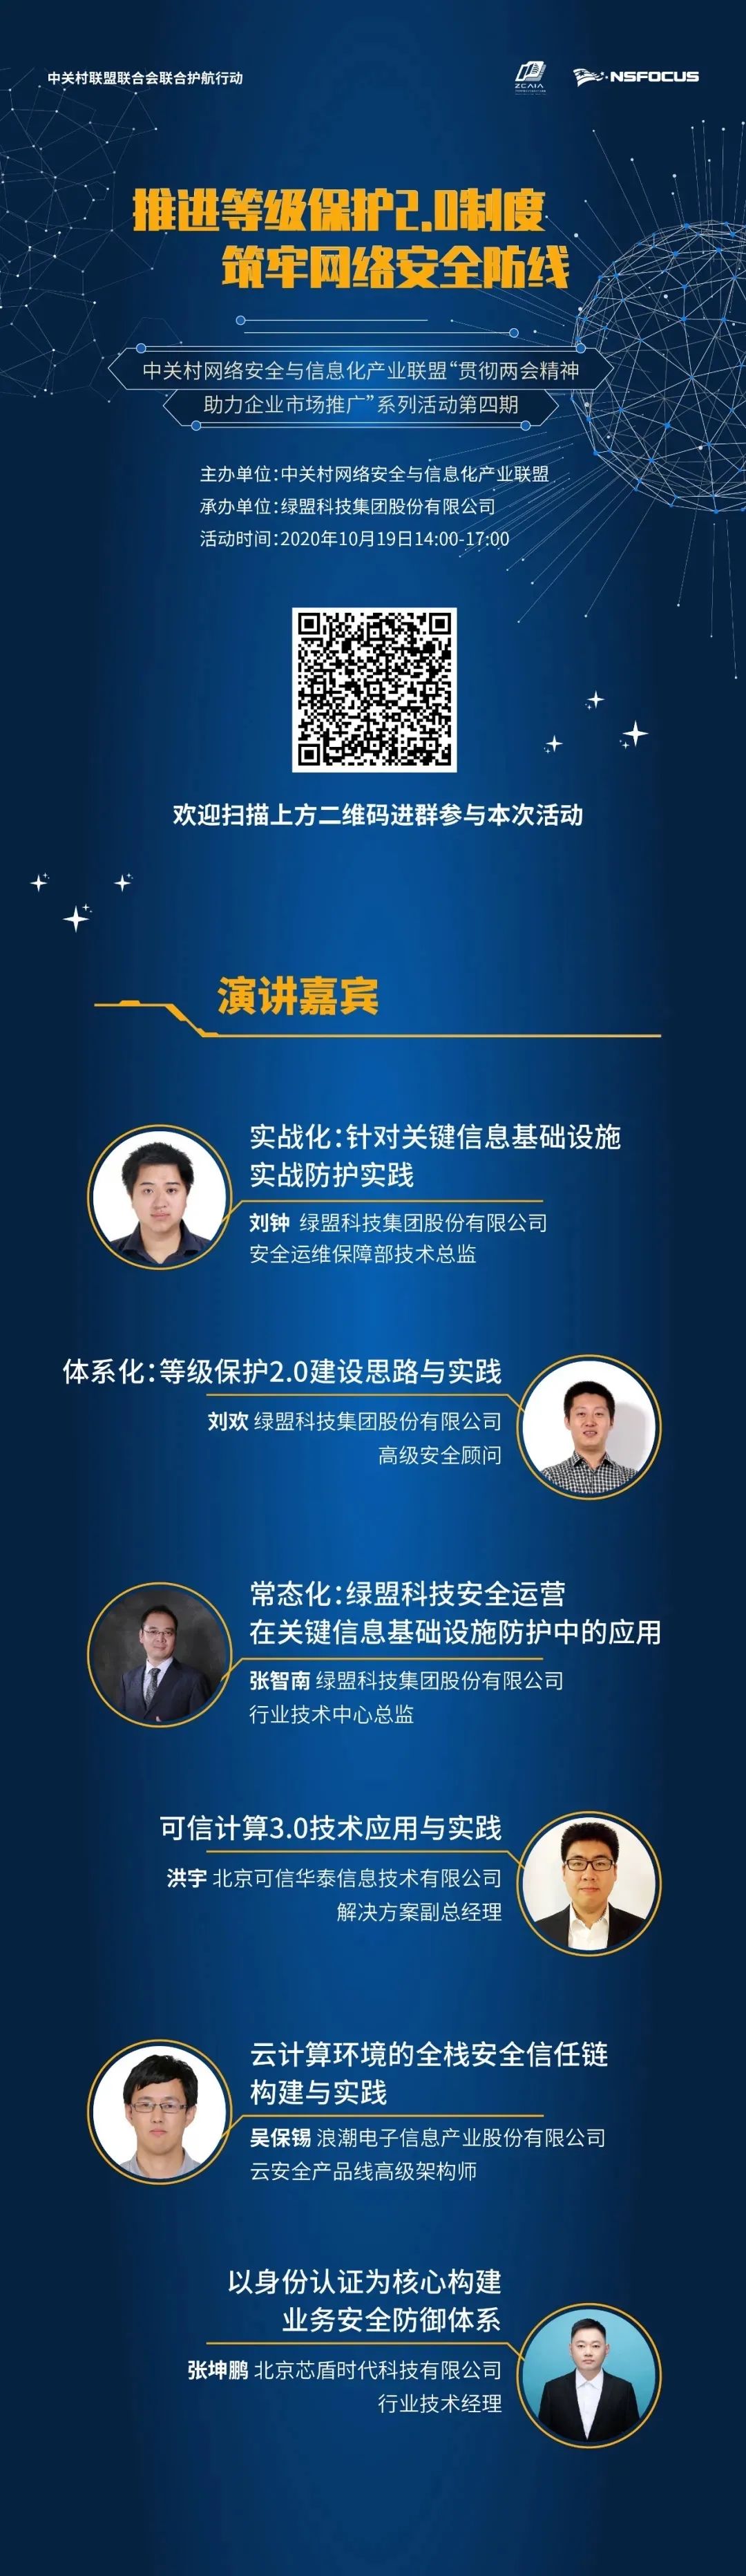 中关村联盟联合会联合护航行动
ZCAIA
NSFOCUS
推进等级保护2.0制度
筑牢网络安全防线
中关村网络安全与信息化产业联盟“贯彻两会精神
助力企业市场推广”系列活动第四期
主办单位:中关村网络安全与信息化产业联盟
承办单位:绿盟科技集团股份有限公司
活动时间:2020年10月19日14:00-17:00
欢迎扫描上方二维码进群参与本次活动
演讲嘉宾
实战化:针对关键信息基础设施
实战防护实践
刘钟 绿盟科技集团股份有限公司
安全运维保障部技术总监
体系化:等级保护2.0建设思路与实践
刘欢 绿盟科技集团股份有限公司
高级安全顾问
常态化:绿盟科技安全运营
在关键信息基础设施防护中的应用
张智南 绿盟科技集团股份有限公司
行业技术中心总监
可信计算3.0技术应用与实践
洪宇 北京可信华泰信息技术有限公司
解决方案副总经理
云计算环境的全栈安全信任链
构建与实践
吴保锡 浪潮电子信息产业股份有限公司
云安全产品线高级架构师
以身份认证为核心构建
业务安全防御体系
张坤鹏 北京芯盾时代科技有限公司
行业技术经理